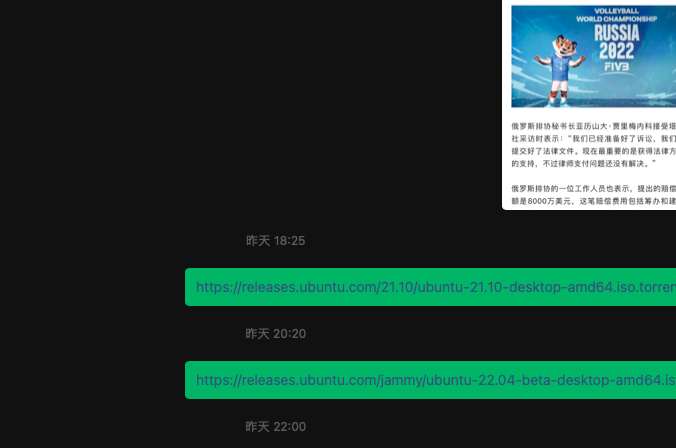 VOLLEYBALL
WORLD CHAMPIONSHIP
RUSSIA
2022
FIVB
俄罗斯排协秘书长亚历山大·贾里梅内科接受塔
社采访时表示：“我们已经准备好了诉讼，我们
提交好了法律文件。现在最重要的是获得法律方
的支持，不过律师支付问题还没有解决。”
俄罗斯排协的一位工作人员也表示，提出的赔偿
额是8000万美元，这笔赔偿费用包括筹办和建
昨天 18:25
https://releases.ubuntu.com/21.10/ubuntu-21.10-desktop-amd64.iso.torren
昨天 20:20
https://releases.ubuntu.com/jammy/ubuntu-22.04-beta-desktop-amd64.is
昨天 22:00